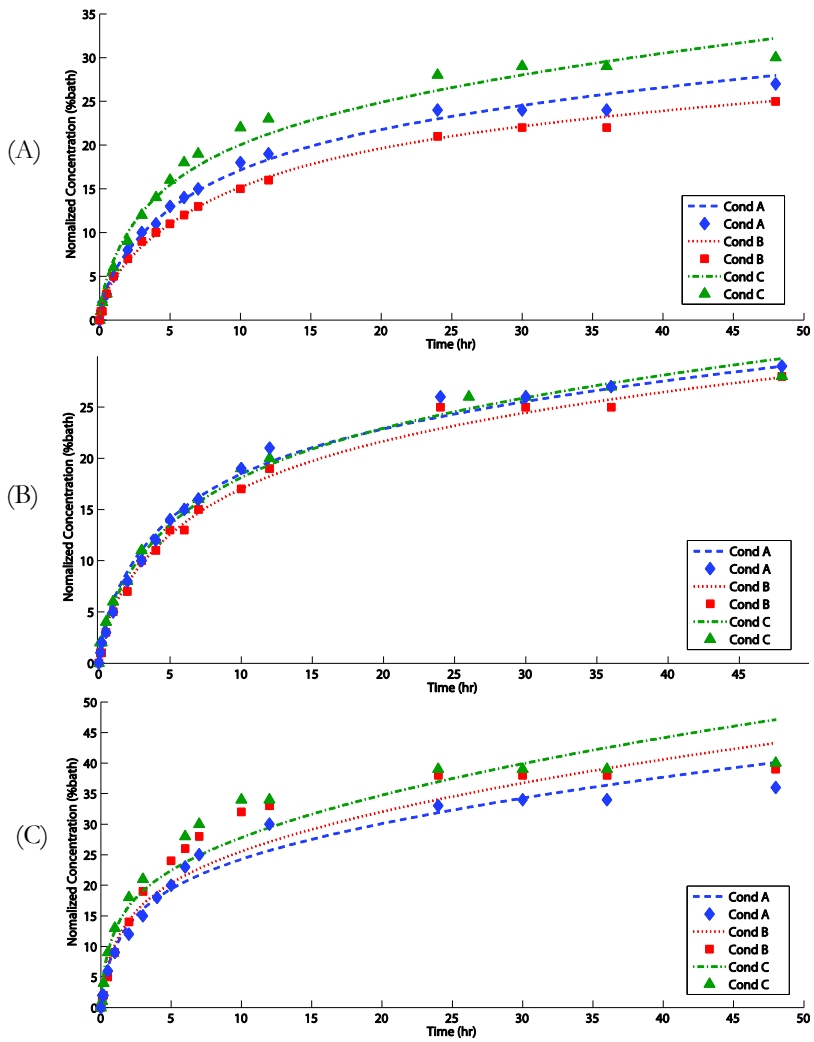 (A)
Normalized Concentration (%bath)
35
30
25
20
15
10
5
0
0 5 10 15 20 25 30 35 40 45 50
Time (hr)
Cond A
Cond A
Cond B
Cond B
Cond C
Cond C
(B)
Normalized Concentration (%bath)
25
20
15
10
5
0
0 5 10 15 20 25 30 35 40 45
Time (hr)
Cond A
Cond A
Cond B
Cond B
Cond C
Cond C
(C)
Normalized Concentration (%bath)
50
45
40
35
30
25
20
15
10
5
0
0 5 10 15 20 25 30 35 40 45 50
Time (hr)
Cond A
Cond A
Cond B
Cond B
Cond C
Cond C